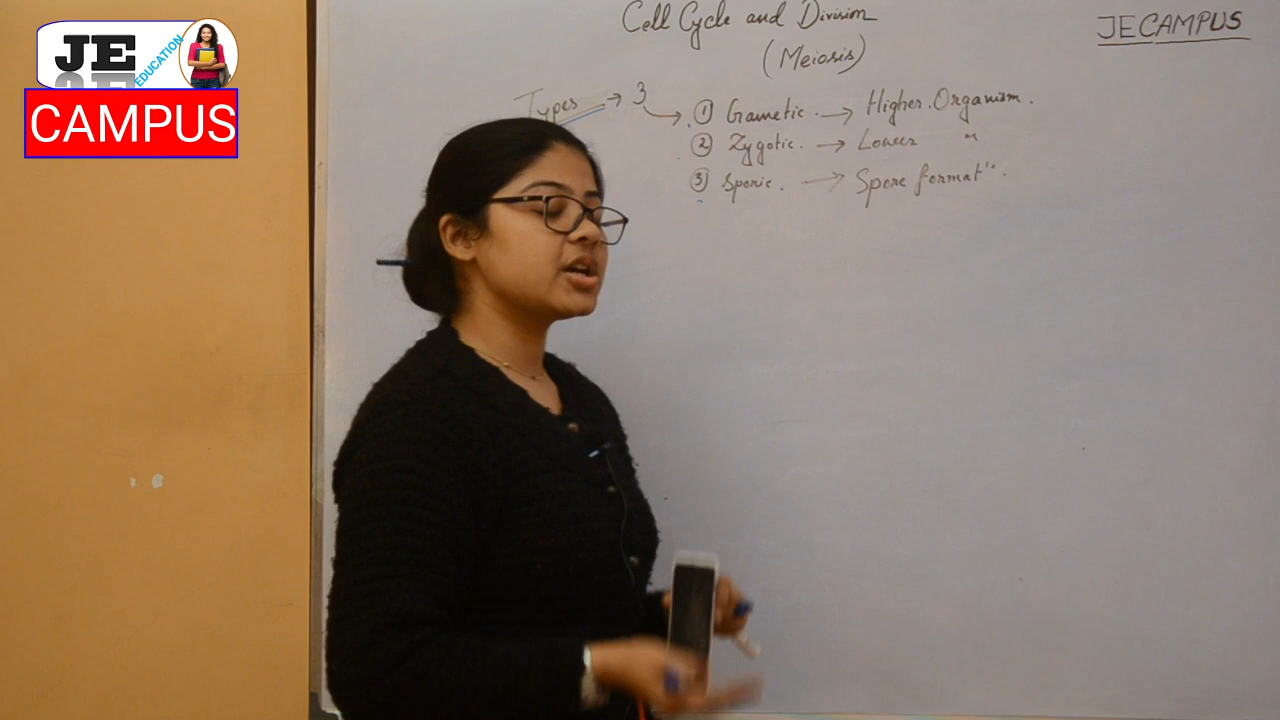 JE
EDUCATION
CAMPUS
Cell Cycle and Division
(Meiosis)
JECAMPUS
Types → 3
① Gametic. → Higher Organism.
② Zygotic. → Lower "
③ Sporic. → Spore format".